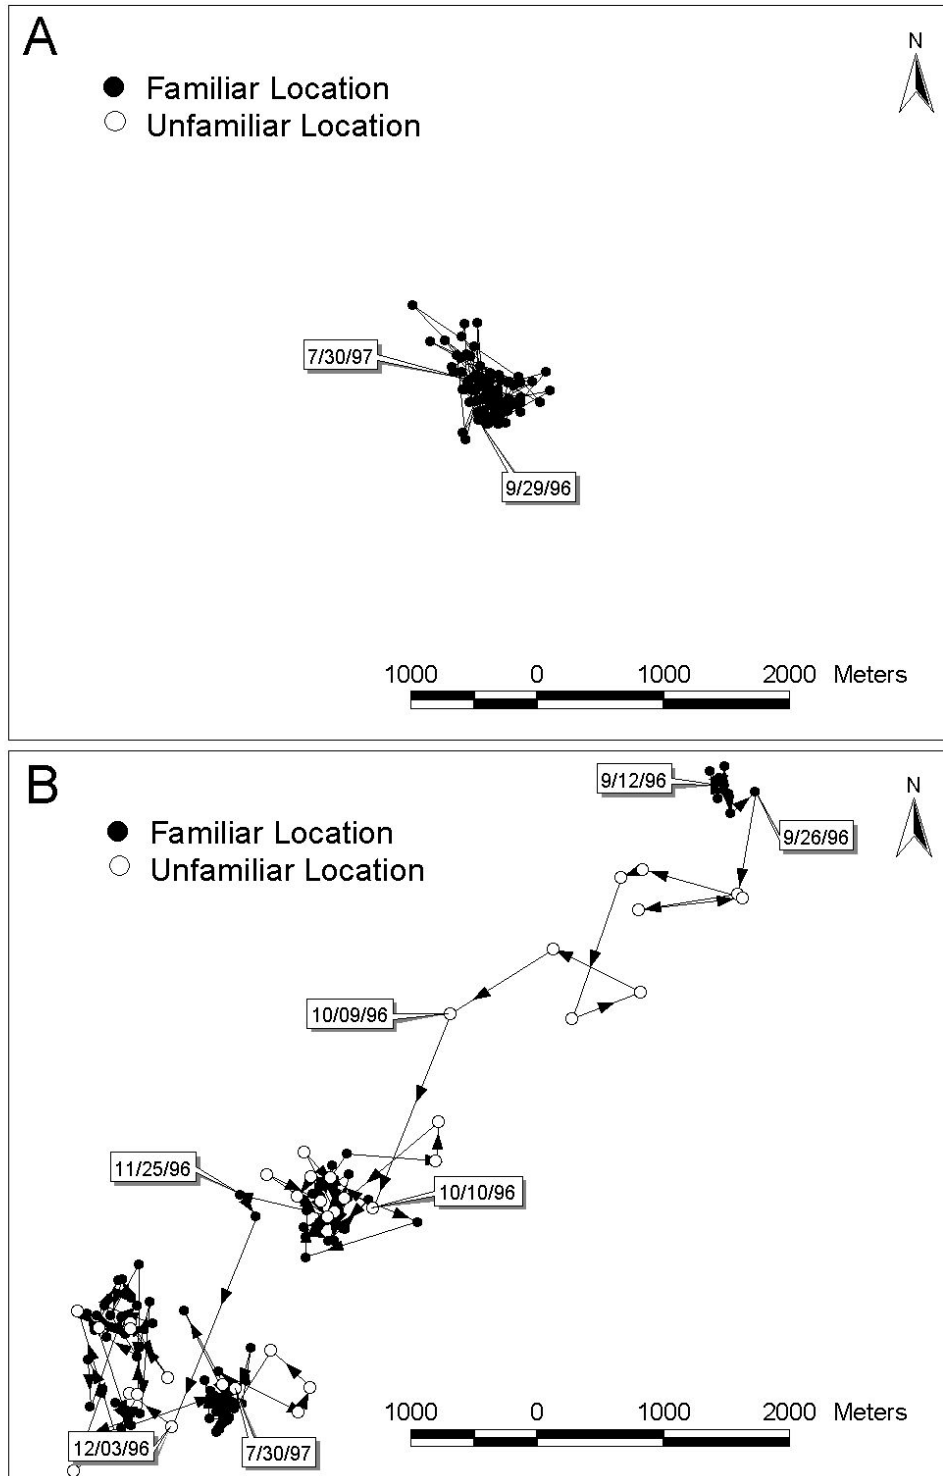 A
N
Familiar Location
Unfamiliar Location
7/30/97
9/29/96
1000 0 1000 2000 Meters
B
9/12/96
N
Familiar Location
Unfamiliar Location
9/26/96
10/09/96
11/25/96
10/10/96
1000 0 1000 2000 Meters
12/03/96
7/30/97